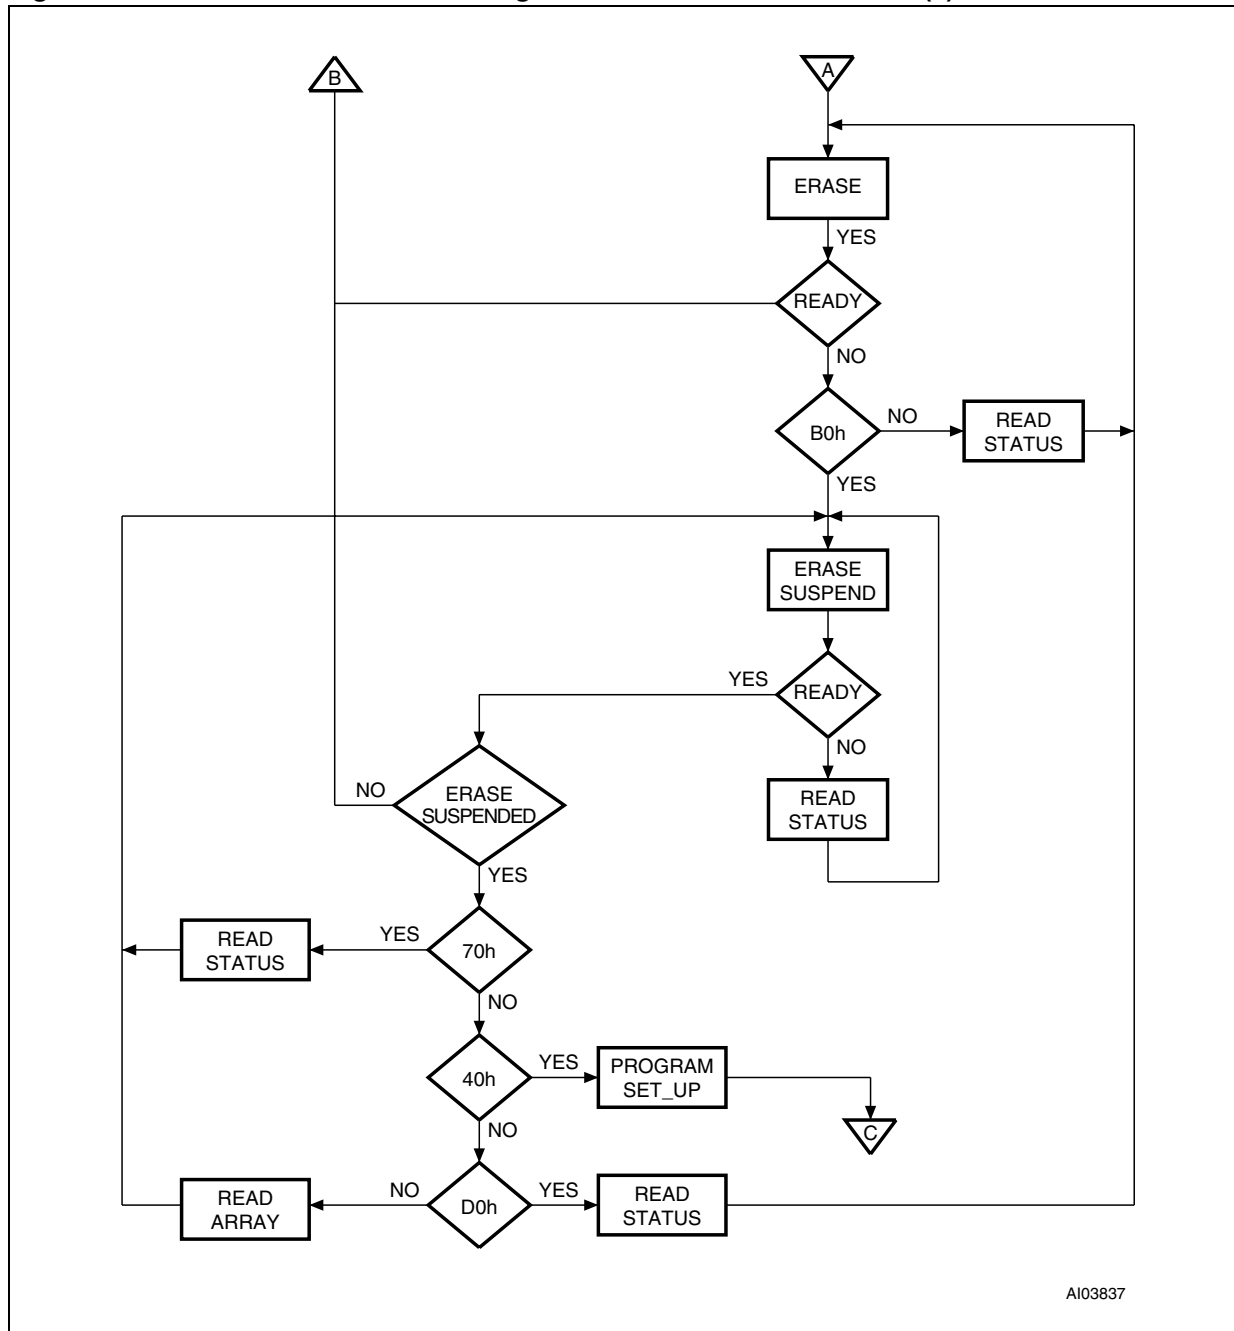 B
A
ERASE
YES
READY
NO
B0h
NO
READ
STATUS
YES
ERASE
SUSPEND
YES
READY
NO
NO
ERASE
SUSPENDED
READ
STATUS
YES
READ
STATUS
YES
70h
NO
40h
YES
PROGRAM
SET_UP
C
NO
READ
ARRAY
NO
D0h
YES
READ
STATUS
AI03837